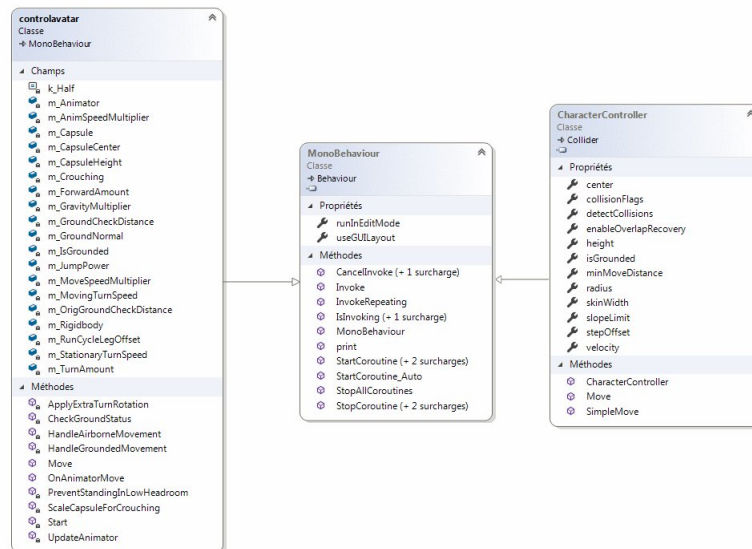 controlavatar
Classe
MonoBehaviour
Champs
k_Half
m_Animator
m_AnimSpeedMultiplier
m_Capsule
m_CapsuleCenter
m_CapsuleHeight
m_Crouching
m_ForwardAmount
m_GravityMultiplier
m_GroundCheckDistance
m_GroundNormal
m_IsGrounded
m_JumpPower
m_MoveSpeedMultiplier
m_MovingTurnSpeed
m_OrigGroundCheckDistance
m_Rigidbody
m_RunCycleLegOffset
m_StationaryTurnSpeed
m_TurnAmount
Méthodes
ApplyExtraTurnRotation
CheckGroundStatus
HandleAirborneMovement
HandleGroundedMovement
Move
OnAnimatorMove
PreventStandingInLowHeadroom
ScaleCapsuleForCrouching
Start
UpdateAnimator
MonoBehaviour
Classe
Behaviour
Propriétés
runInEditMode
useGUILayout
Méthodes
CancelInvoke (+ 1 surcharge)
Invoke
InvokeRepeating
IsInvoking (+ 1 surcharge)
MonoBehaviour
print
StartCoroutine (+ 2 surcharges)
StartCoroutine_Auto
StopAllCoroutines
StopCoroutine (+ 2 surcharges)
CharacterController
Classe
Collider
Propriétés
center
collisionFlags
detectCollisions
enableOverlapRecovery
height
isGrounded
minMoveDistance
radius
skinWidth
slopeLimit
stepOffset
velocity
Méthodes
CharacterController
Move
SimpleMove